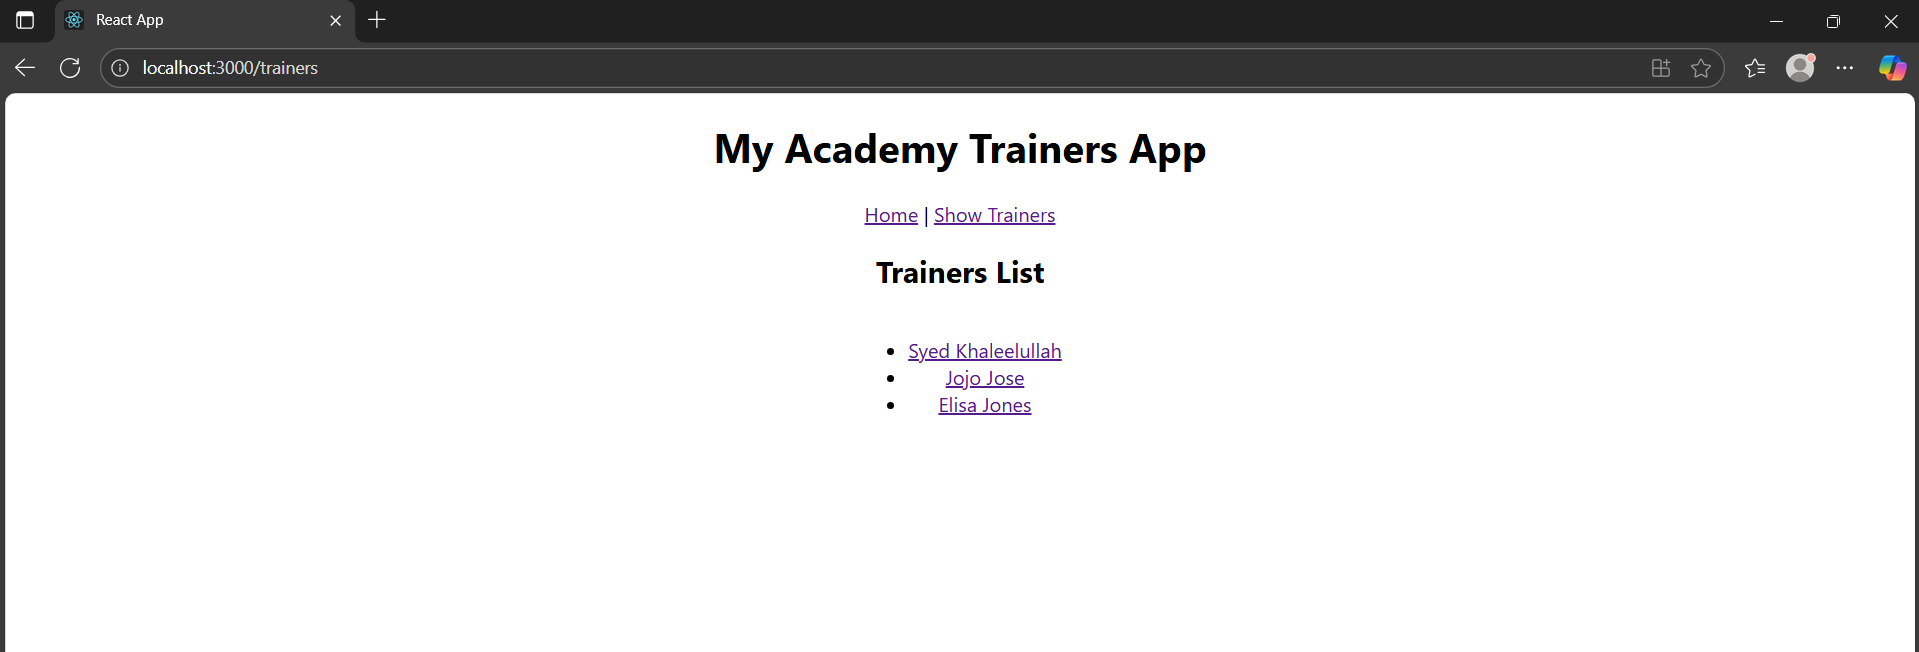 React App
localhost:3000/trainers
My Academy Trainers App
Home | Show Trainers
Trainers List
Syed Khaleelullah
Jojo Jose
Elisa Jones